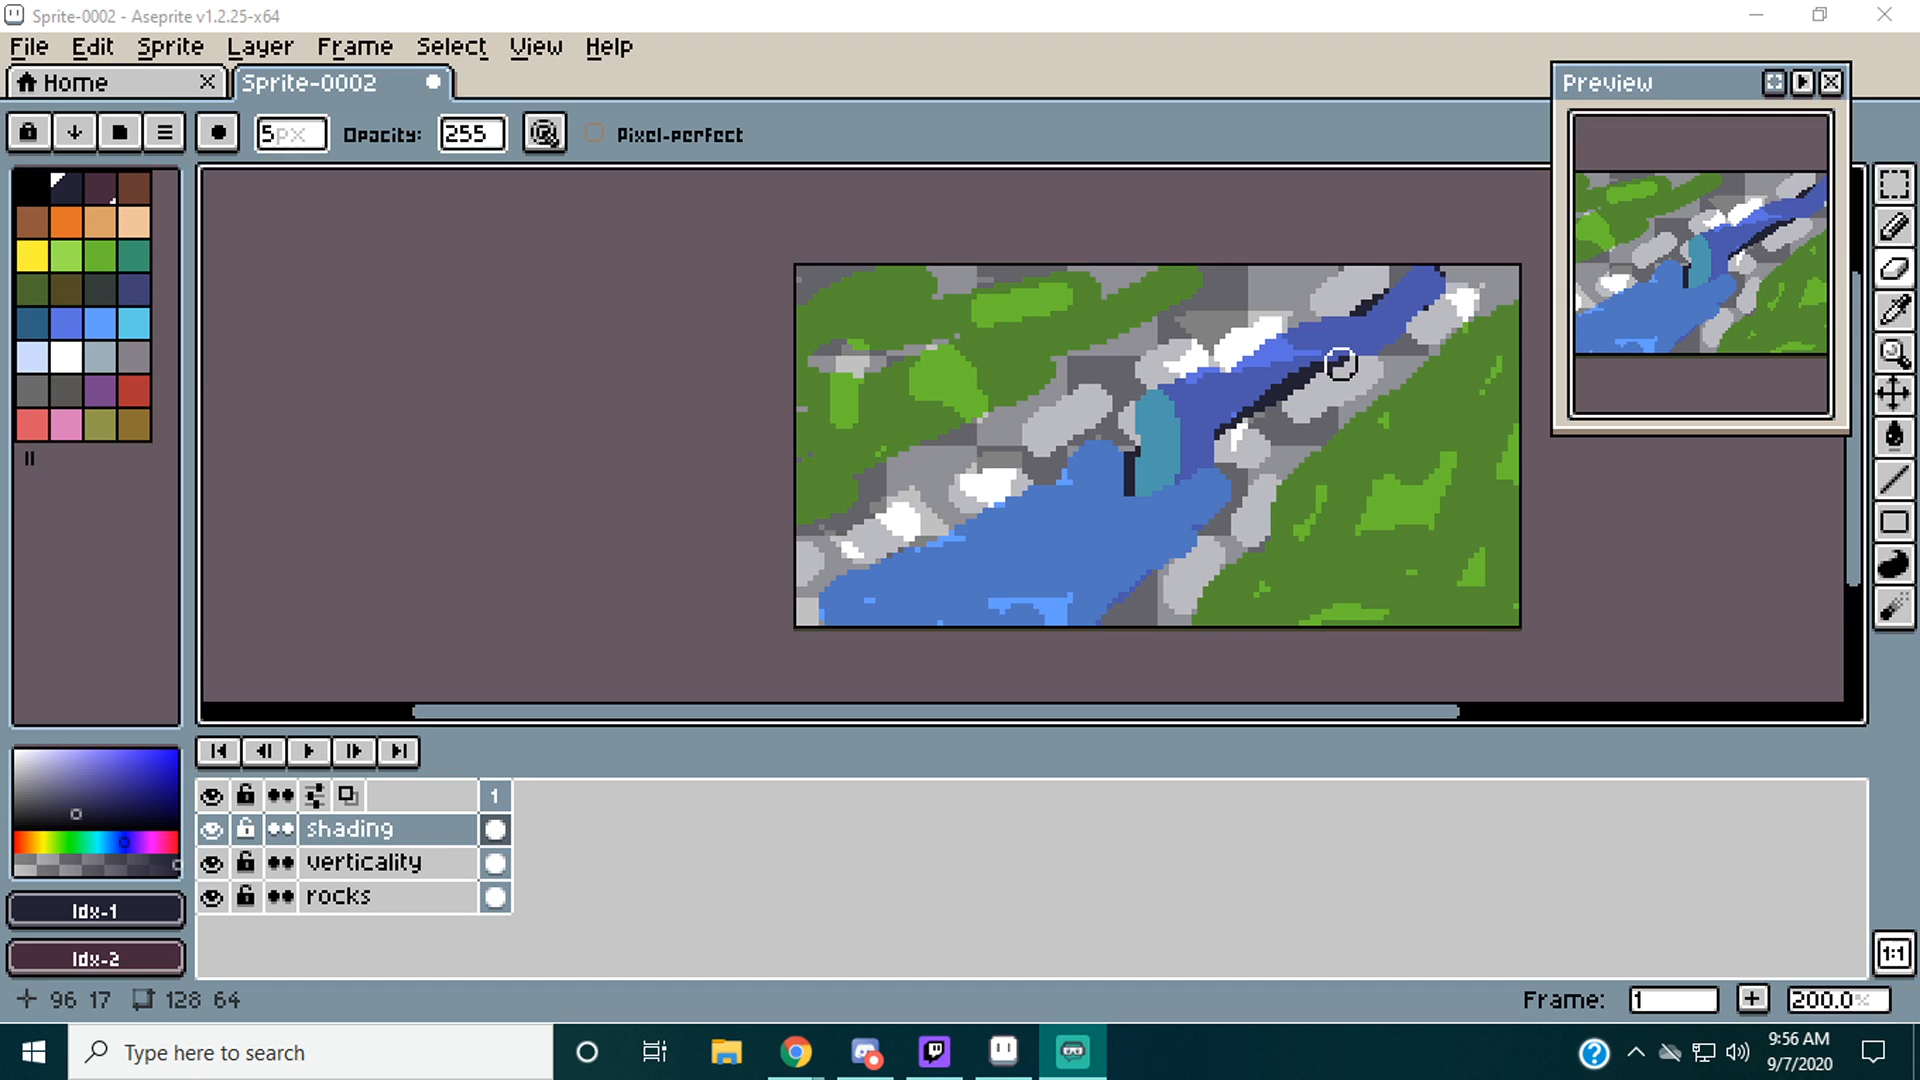 Sprite-0002 - Aseprite v1.2.25-x64
File Edit Sprite Layer Frame Select View Help
Home Sprite-0002
Preview
5px Opacity: 255 Pixel-perfect
1
shading
verticality
rocks
Idx-1
Idx-2
96 17 128 64
1:1
Frame: 1 + 200.0%
Type here to search
9:56 AM
9/7/2020